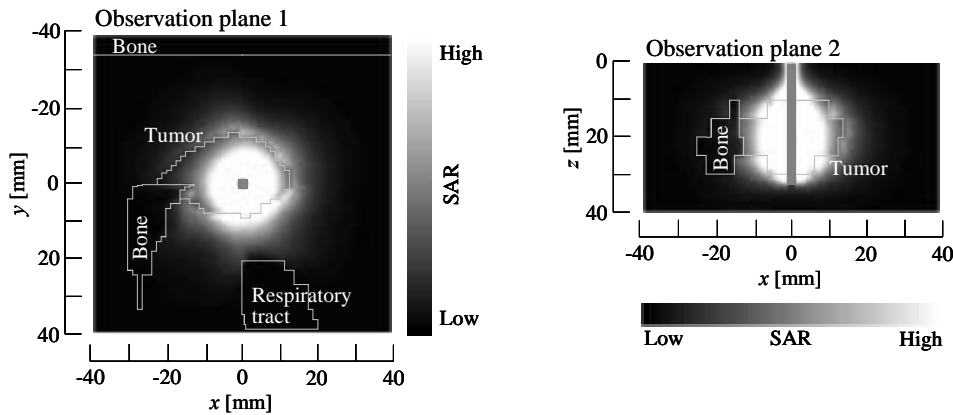 Observation plane 1
-40
-20
0
20
40
y [mm]
Bone
Tumor
Bone
Respiratory
tract
-40
-20
0
20
40
x [mm]
High
SAR
Low
Observation plane 2
0
20
40
z [mm]
Bone
Tumor
-40
-20
0
20
40
x [mm]
Low
SAR
High